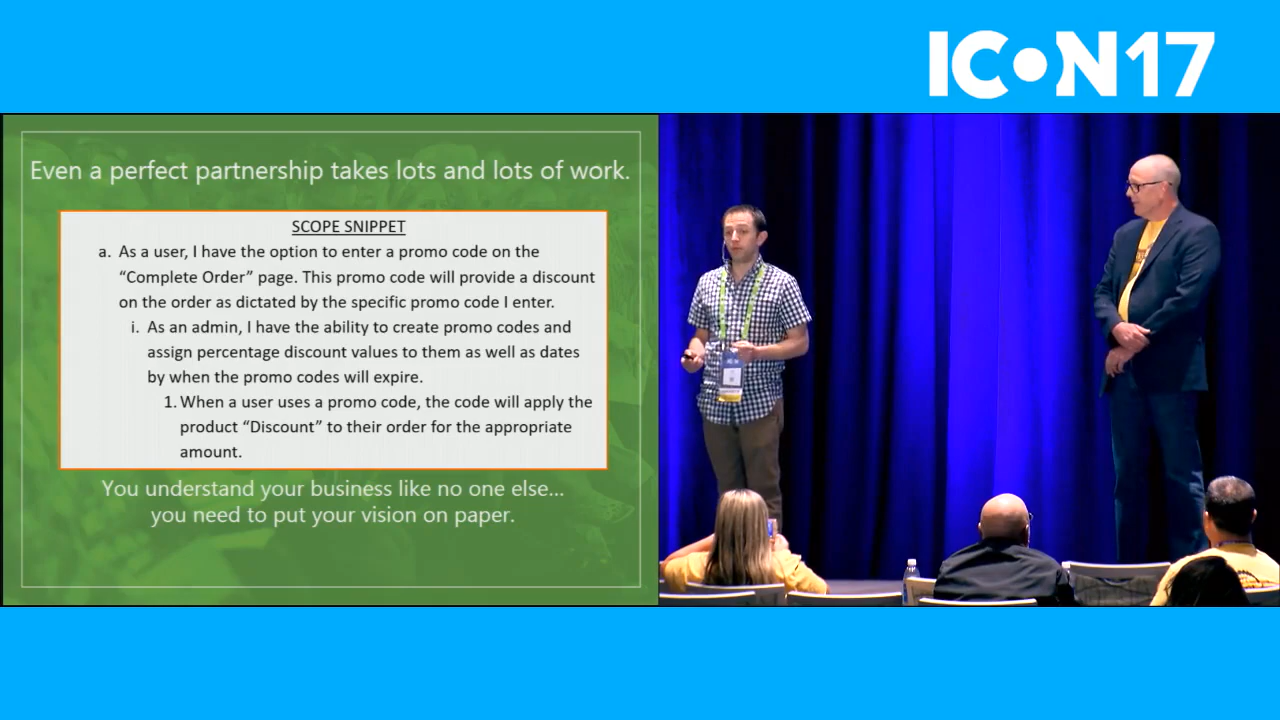 ICON17
Even a perfect partnership takes lots and lots of work.
SCOPE SNIPPET
a. As a user, I have the option to enter a promo code on the
“Complete Order” page. This promo code will provide a discount
on the order as dictated by the specific promo code I enter.
i. As an admin, I have the ability to create promo codes and
assign percentage discount values to them as well as dates
by when the promo codes will expire.
1. When a user uses a promo code, the code will apply the
product “Discount” to their order for the appropriate
amount.
You understand your business like no one else...
you need to put your vision on paper.